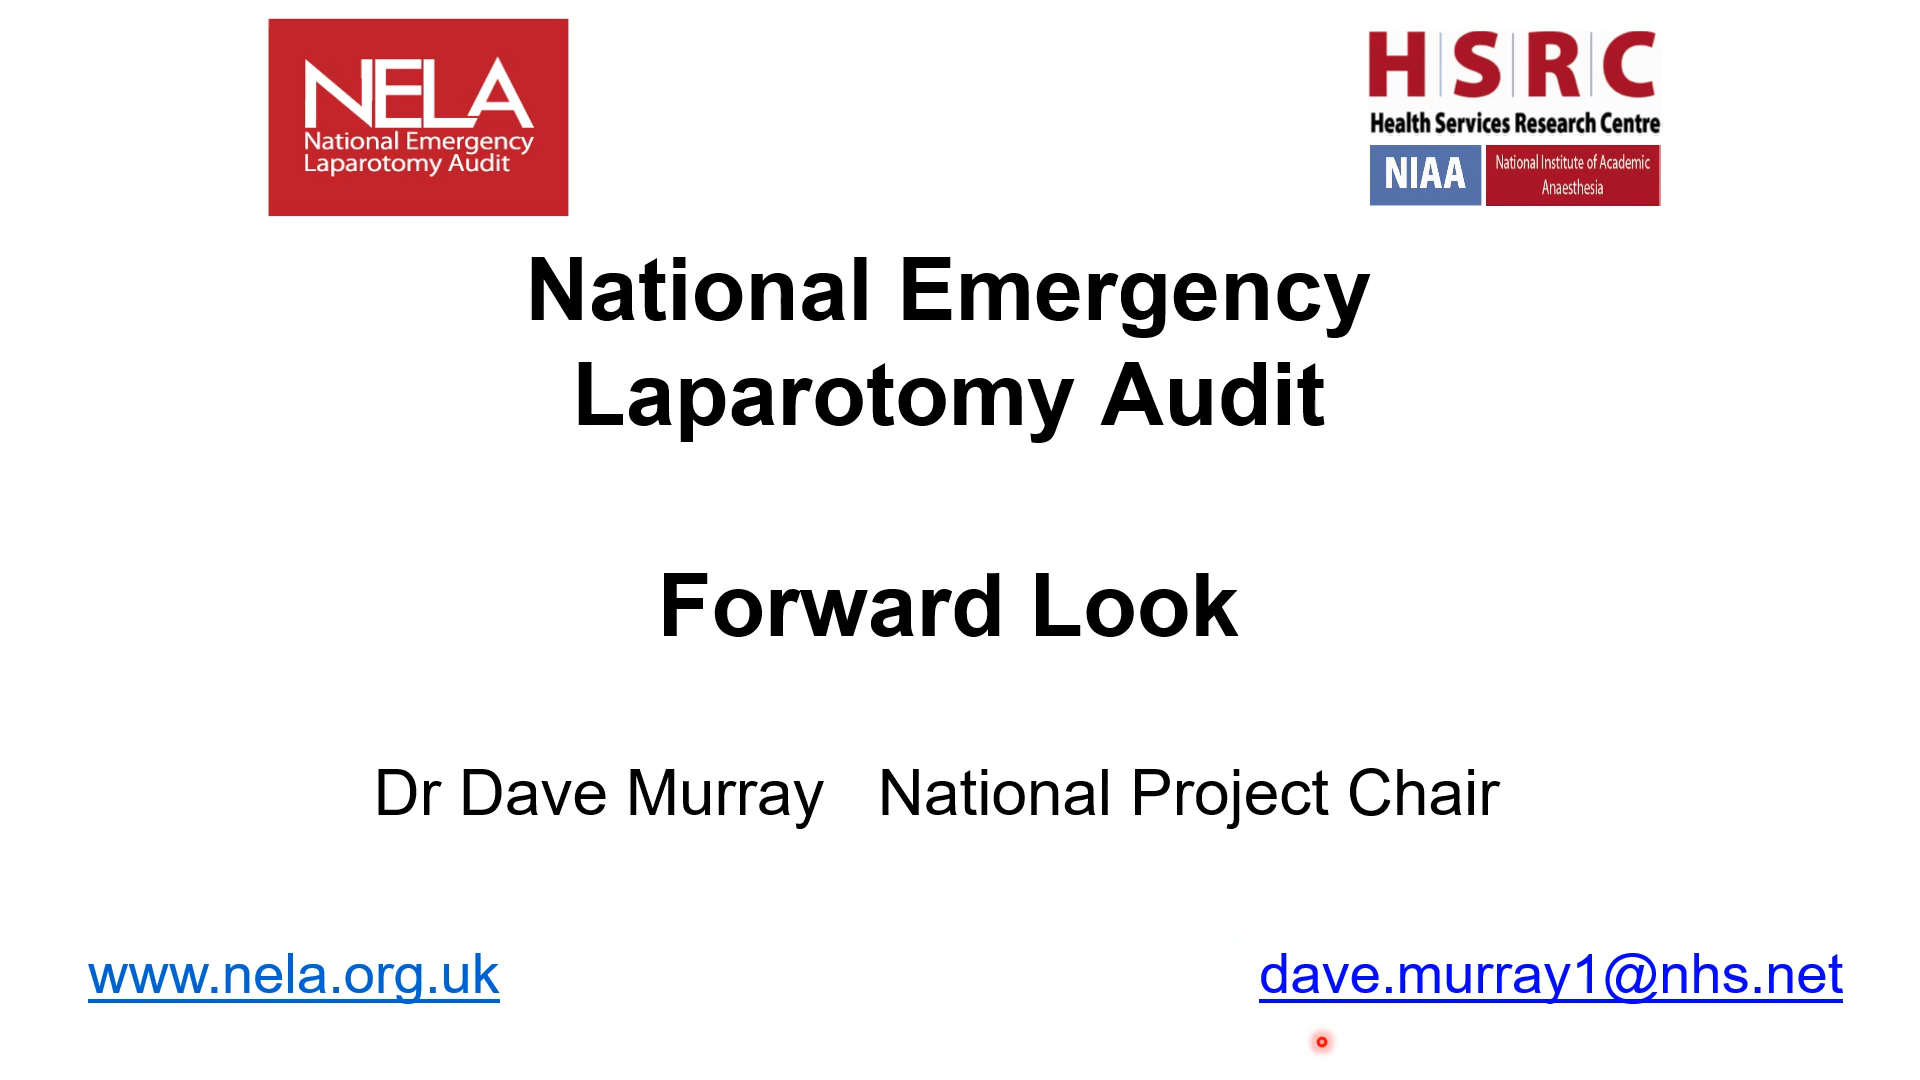 NELA
National Emergency
Laparotomy Audit
HSRC
Health Services Research Centre
NIAA
National Institute of Academic
Anaesthesia
National Emergency
Laparotomy Audit
Forward Look
Dr Dave Murray National Project Chair
www.nela.org.uk
dave.murray1@nhs.net